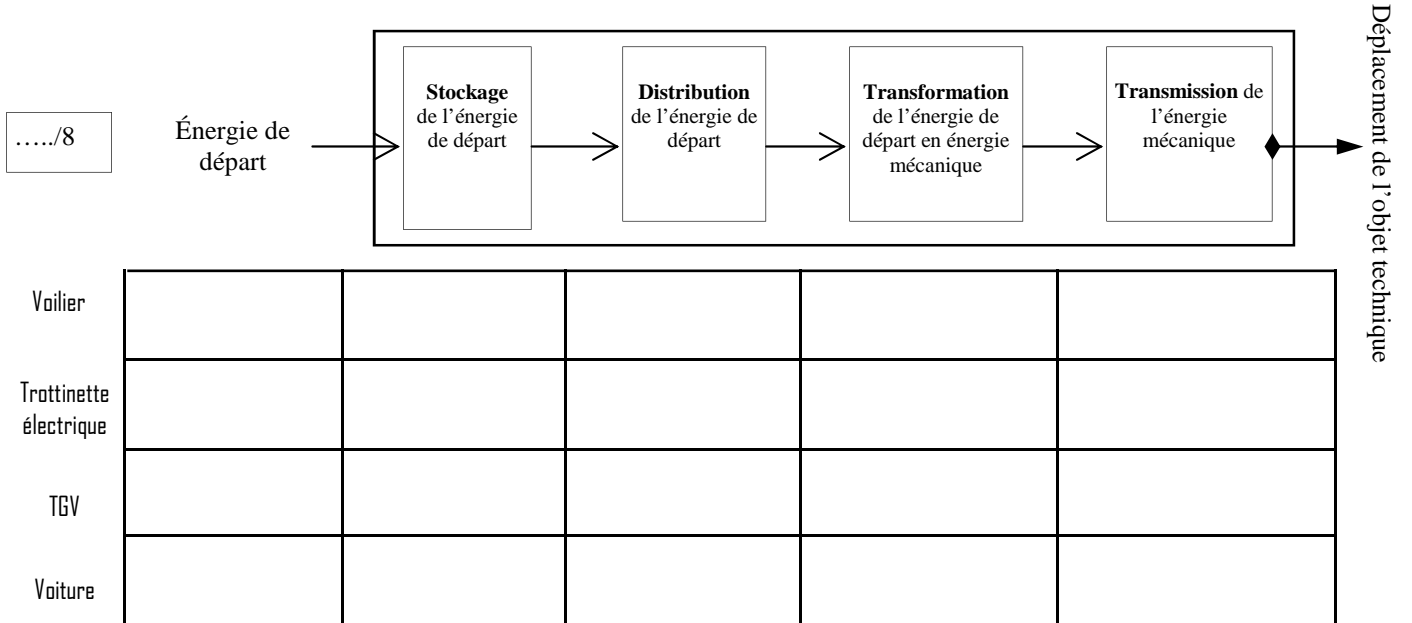 …../8
Énergie de
départ
Stockage
de l’énergie
de départ
Distribution
de l’énergie de
départ
Transformation
de l’énergie de
départ en énergie
mécanique
Transmission de
l’énergie
mécanique
Déplacement de l’objet technique
Voilier
Trottinette
électrique
TGV
Voiture